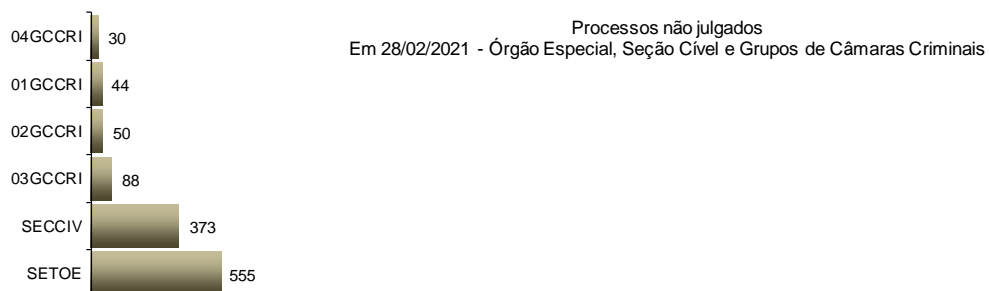 Processos não julgados
Em 28/02/2021 - Órgão Especial, Seção Cível e Grupos de Câmaras Criminais
04GCCRI 30
01GCCRI 44
02GCCRI 50
03GCCRI 88
SECCIV 373
SETOE 555